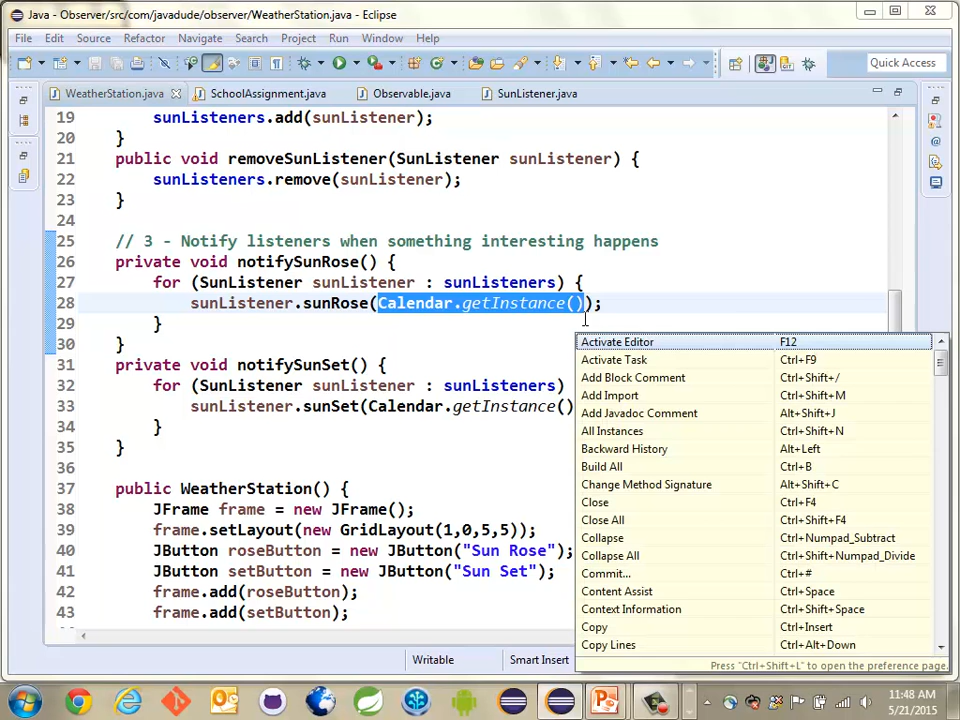 Java - Observer/src/com/javadude/observer/WeatherStation.java - Eclipse
File Edit Source Refactor Navigate Search Project Run Window Help
Quick Access
WeatherStation.java SchoolAssignment.java Observable.java SunListener.java
19 sunListeners.add(sunListener);
20 }
21 public void removeSunListener(SunListener sunListener) {
22 sunListeners.remove(sunListener);
23 }
24
25 // 3 - Notify listeners when something interesting happens
26 private void notifySunRose() {
27 for (SunListener sunListener : sunListeners) {
28 sunListener.sunRose(Calendar.getInstance());
29 }
30 }
31 private void notifySunSet() {
32 for (SunListener sunListener : sunListeners)
33 sunListener.sunSet(Calendar.getInstance()
34 }
35 }
36
37 public WeatherStation() {
38 JFrame frame = new JFrame();
39 frame.setLayout(new GridLayout(1,0,5,5));
40 JButton roseButton = new JButton("Sun Rose");
41 JButton setButton = new JButton("Sun Set");
42 frame.add(roseButton);
43 frame.add(setButton);
Activate Editor F12
Activate Task Ctrl+F9
Add Block Comment Ctrl+Shift+/
Add Import Ctrl+Shift+M
Add Javadoc Comment Alt+Shift+J
All Instances Ctrl+Shift+N
Backward History Alt+Left
Build All Ctrl+B
Change Method Signature Alt+Shift+C
Close Ctrl+F4
Close All Ctrl+Shift+F4
Collapse Ctrl+Numpad_Subtract
Collapse All Ctrl+Shift+Numpad_Divide
Commit... Ctrl+#
Content Assist Ctrl+Space
Context Information Ctrl+Shift+Space
Copy Ctrl+Insert
Copy Lines Ctrl+Alt+Down
Press "Ctrl+Shift+L" to open the preference page.
Writable Smart Insert
11:48 AM
5/21/2015